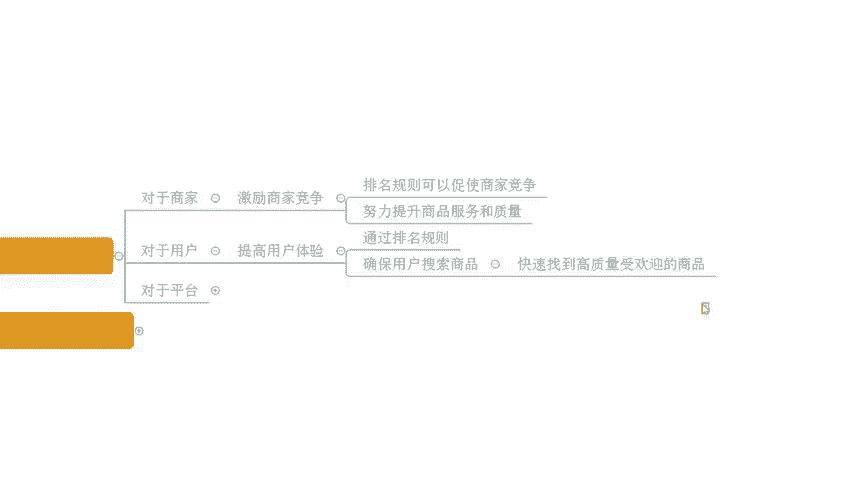 对于商家
激励商家竞争
排名规则可以促使商家竞争
努力提升商品服务和质量
对于用户
提高用户体验
通过排名规则
确保用户搜索商品
快速找到高质量受欢迎的商品
对于平台